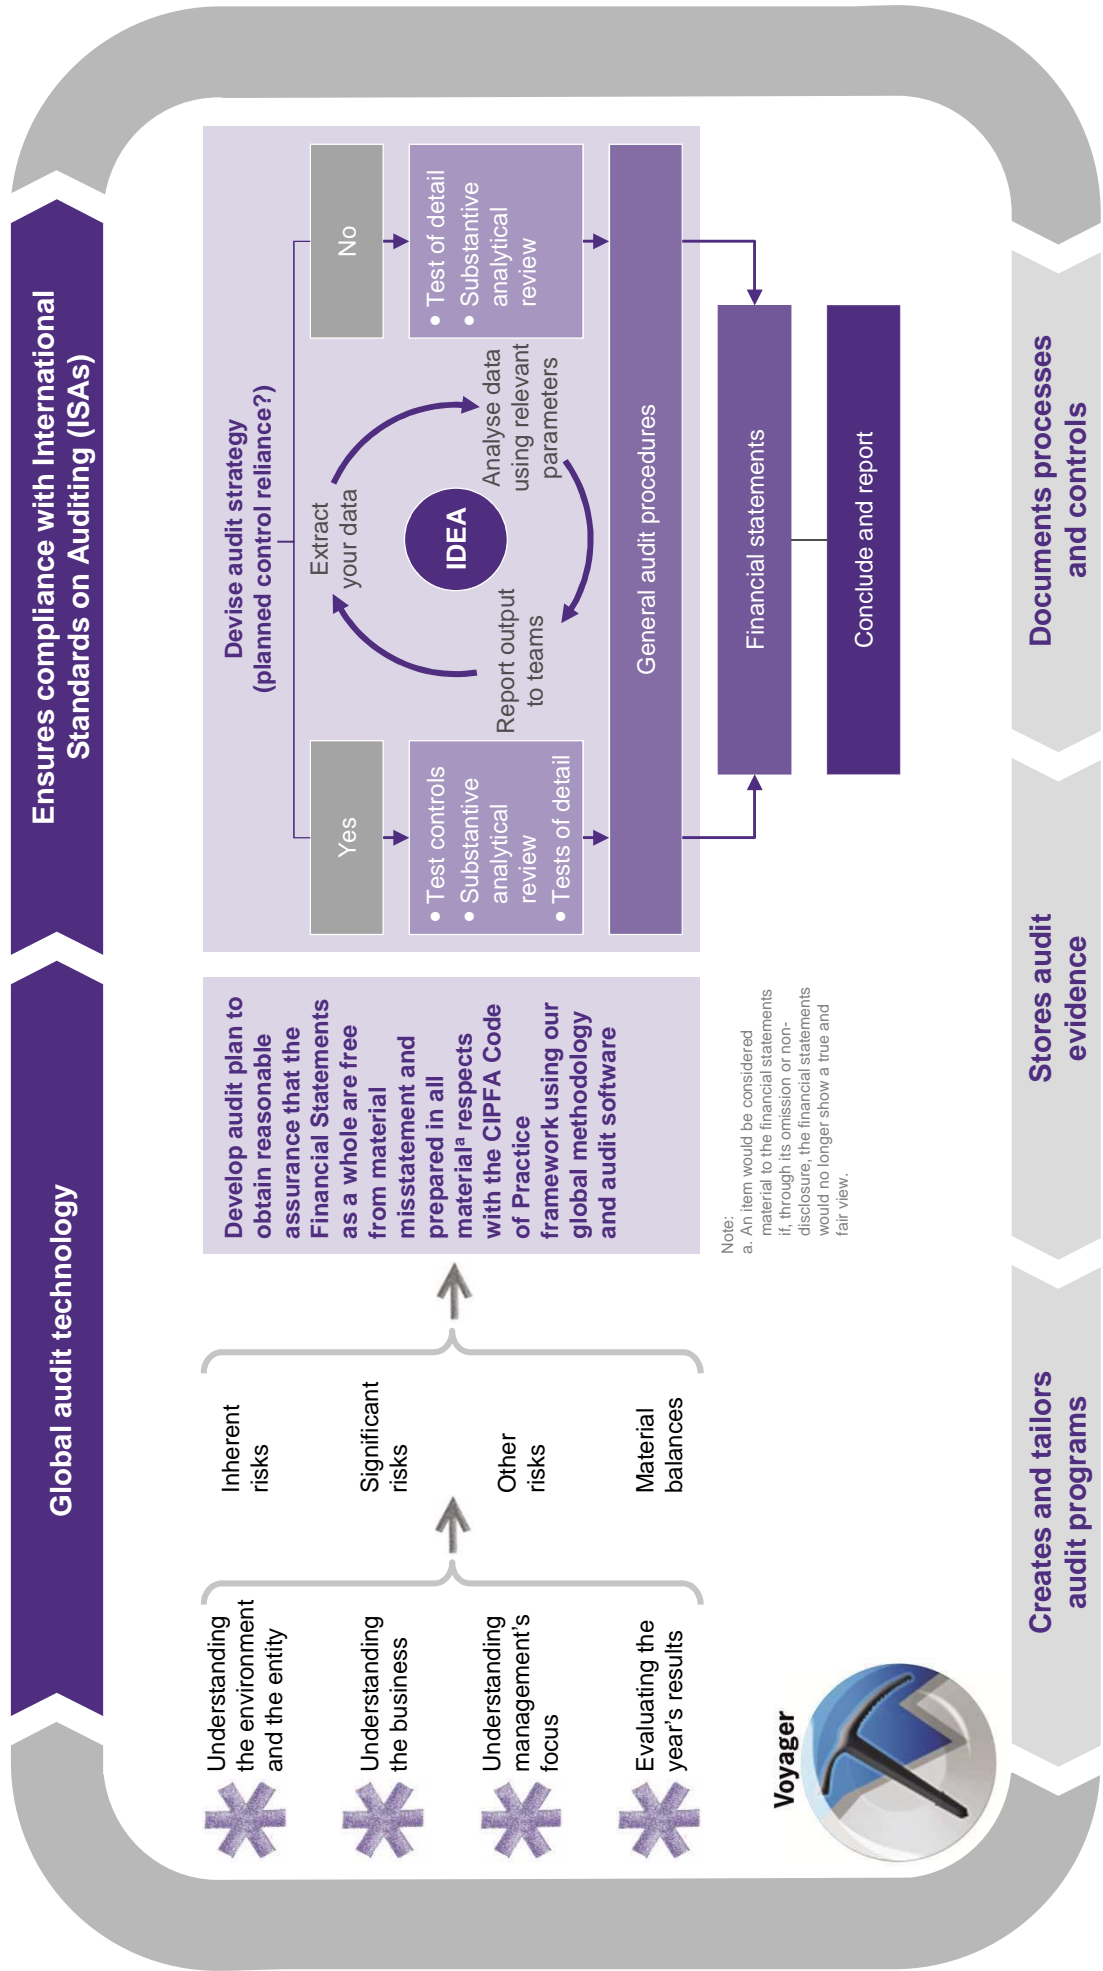 Global audit technology
Ensures compliance with International
Standards on Auditing (ISAs)
Understanding
the environment
and the entity
Understanding
the business
Understanding
management's
focus
Evaluating the
year's results
Inherent
risks
Significant
risks
Other
risks
Material
balances
Develop audit plan to
obtain reasonable
assurance that the
Financial Statements
as a whole are free
from material
misstatement and
prepared in all
materialᵃ respects
with the CIPFA Code
of Practice
framework using our
global methodology
and audit software
Note:
a. An item would be considered
material to the financial statements
if, through its omission or non-
disclosure, the financial statements
would no longer show a true and
fair view.
Devise audit strategy
(planned control reliance?)
Yes
No
• Test controls
• Substantive
analytical
review
• Tests of detail
Extract
your data
IDEA
Analyse data
using relevant
parameters
Report output
to teams
• Test of detail
• Substantive
analytical
review
General audit procedures
Financial statements
Conclude and report
Voyager
Creates and tailors
audit programs
Stores audit
evidence
Documents processes
and controls